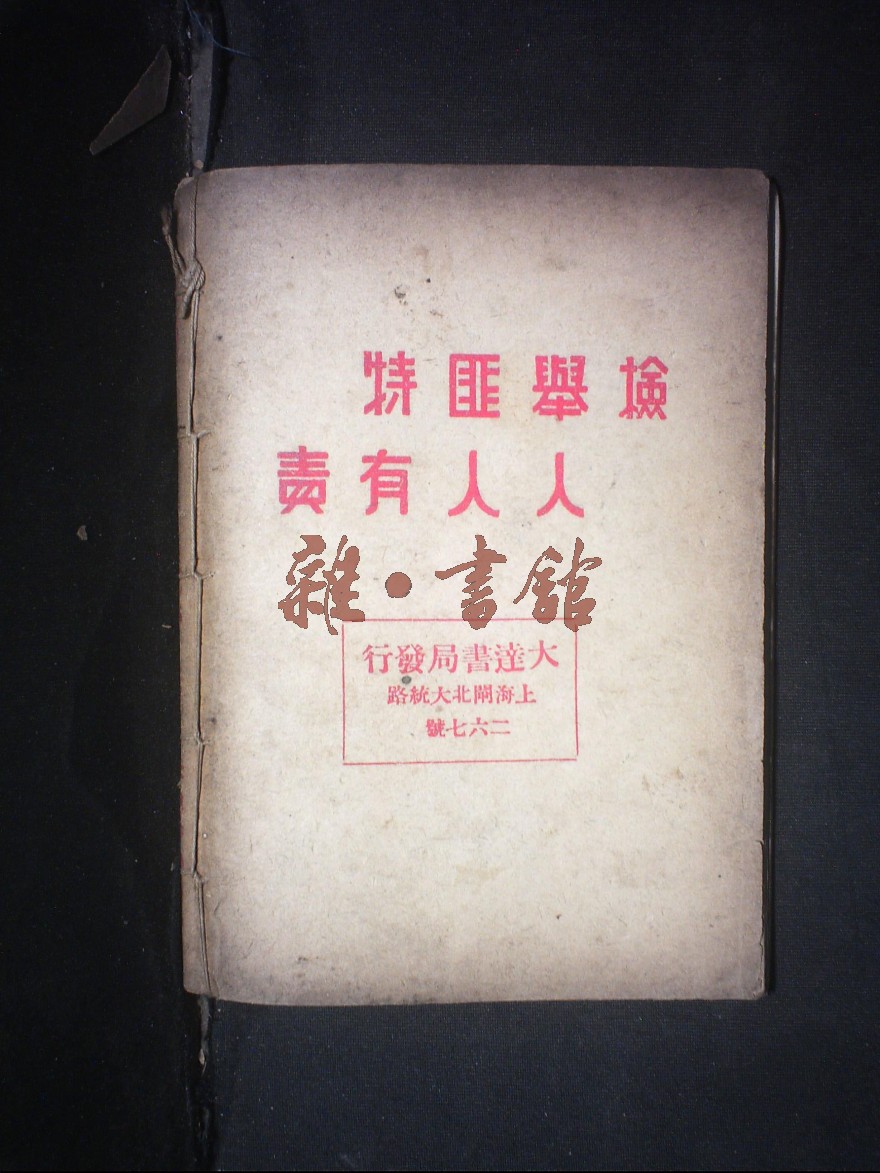 檢舉匪特
人人有責
雜·書館
大達書局發行
上海閘北大統路
二六七號